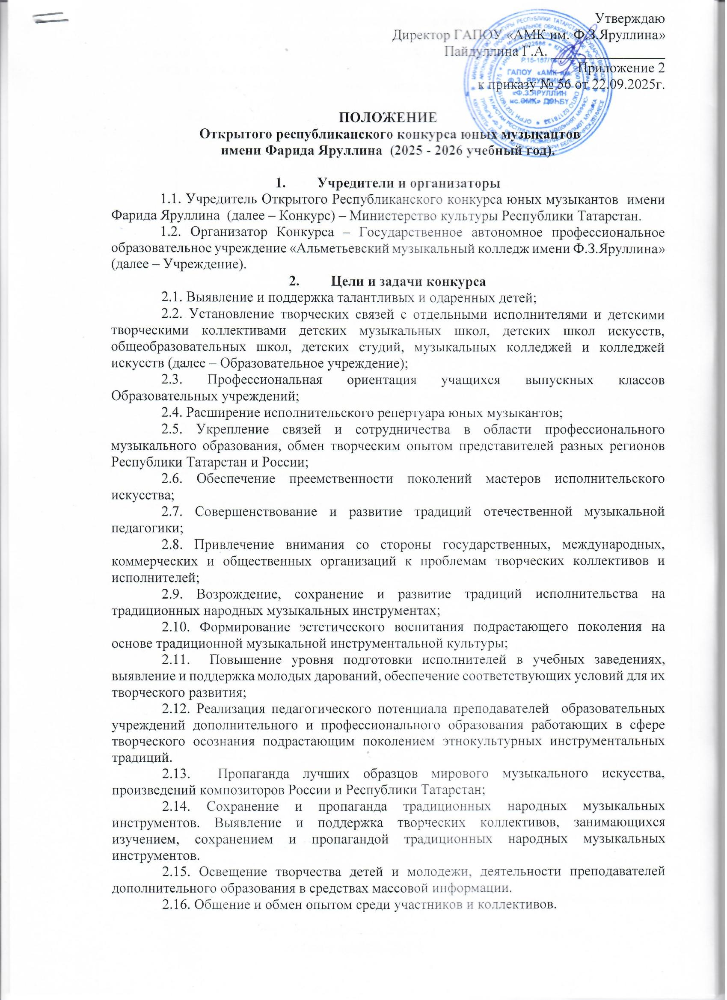 Утверждаю
Директор ГАПОУ «АМК им. Ф.З.Яруллина»
Пайдуллина Г.А. ________________
Приложение 2
к приказу № 56 от 22.09.2025г.
Р.15-157/18
ГАПОУ «АМК им.
Ф.З. ЯРУЛЛИНА»
«Ф.З.ЯРУЛЛИН
ис.ӘМК» ДӘҺБҮ
ПОЛОЖЕНИЕ
Открытого республиканского конкурса юных музыкантов
имени Фарида Яруллина (2025 - 2026 учебный год).
1. Учредители и организаторы
1.1. Учредитель Открытого Республиканского конкурса юных музыкантов имени
Фарида Яруллина (далее – Конкурс) – Министерство культуры Республики Татарстан.
1.2. Организатор Конкурса – Государственное автономное профессиональное
образовательное учреждение «Альметьевский музыкальный колледж имени Ф.З.Яруллина»
(далее – Учреждение).
2. Цели и задачи конкурса
2.1. Выявление и поддержка талантливых и одаренных детей;
2.2. Установление творческих связей с отдельными исполнителями и детскими
творческими коллективами детских музыкальных школ, детских школ искусств,
общеобразовательных школ, детских студий, музыкальных колледжей и колледжей
искусств (далее – Образовательное учреждение);
2.3. Профессиональная ориентация учащихся выпускных классов
Образовательных учреждений;
2.4. Расширение исполнительского репертуара юных музыкантов;
2.5. Укрепление связей и сотрудничества в области профессионального
музыкального образования, обмен творческим опытом представителей разных регионов
Республики Татарстан и России;
2.6. Обеспечение преемственности поколений мастеров исполнительского
искусства;
2.7. Совершенствование и развитие традиций отечественной музыкальной
педагогики;
2.8. Привлечение внимания со стороны государственных, международных,
коммерческих и общественных организаций к проблемам творческих коллективов и
исполнителей;
2.9. Возрождение, сохранение и развитие традиций исполнительства на
традиционных народных музыкальных инструментах;
2.10. Формирование эстетического воспитания подрастающего поколения на
основе традиционной музыкальной инструментальной культуры;
2.11. Повышение уровня подготовки исполнителей в учебных заведениях,
выявление и поддержка молодых дарований, обеспечение соответствующих условий для их
творческого развития;
2.12. Реализация педагогического потенциала преподавателей образовательных
учреждений дополнительного и профессионального образования работающих в сфере
творческого осознания подрастающим поколением этнокультурных инструментальных
традиций.
2.13. Пропаганда лучших образцов мирового музыкального искусства,
произведений композиторов России и Республики Татарстан;
2.14. Сохранение и пропаганда традиционных народных музыкальных
инструментов. Выявление и поддержка творческих коллективов, занимающихся
изучением, сохранением и пропагандой традиционных народных музыкальных
инструментов.
2.15. Освещение творчества детей и молодежи, деятельности преподавателей
дополнительного образования в средствах массовой информации.
2.16. Общение и обмен опытом среди участников и коллективов.